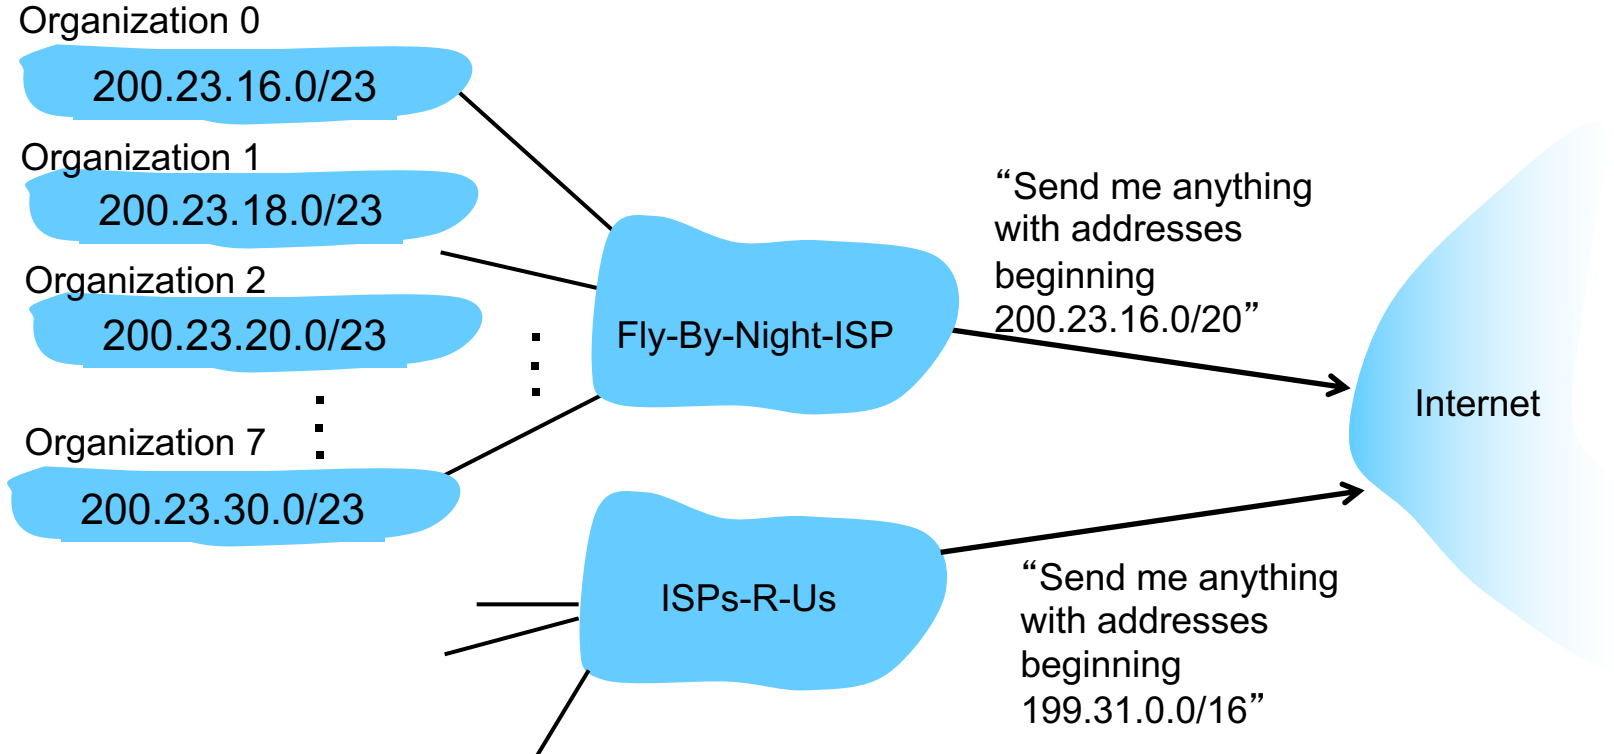 Organization 0
200.23.16.0/23
Organization 1
200.23.18.0/23
Organization 2
200.23.20.0/23
Organization 7
200.23.30.0/23
Fly-By-Night-ISP
“Send me anything
with addresses
beginning
200.23.16.0/20”
Internet
ISPs-R-Us
“Send me anything
with addresses
beginning
199.31.0.0/16”